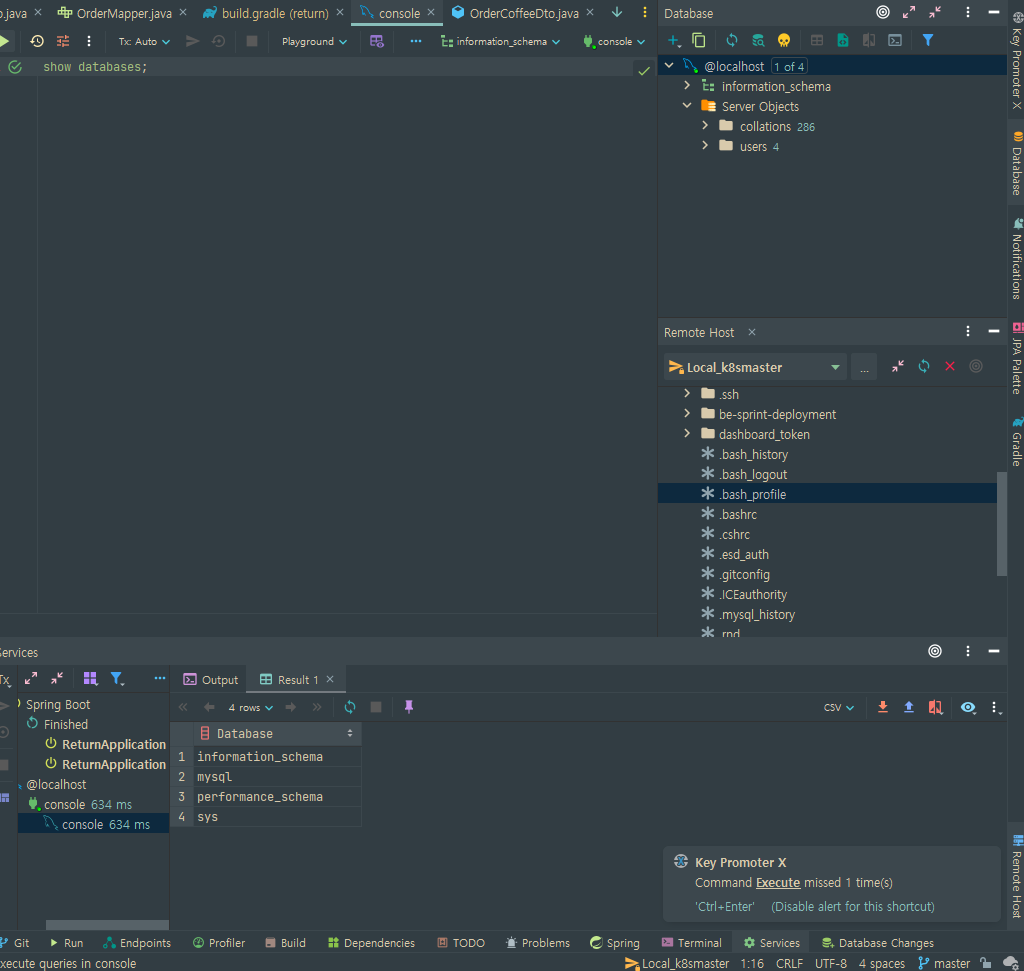 o.java OrderMapper.java build.gradle (return) console OrderCoffeeDto.java
Tx: Auto Playground information_schema console
show databases;
Database
@localhost 1 of 4
information_schema
Server Objects
collations 286
users 4
Key Promoter X
Database
Notifications
JPA Palette
Gradle
Remote Host
Remote Host
Local_k8smaster ...
.ssh
be-sprint-deployment
dashboard_token
.bash_history
.bash_logout
.bash_profile
.bashrc
.cshrc
.esd_auth
.gitconfig
.ICEauthority
.mysql_history
.rnd
Services
Tx
Spring Boot
Finished
ReturnApplication
ReturnApplication
@localhost
console 634 ms
console 634 ms
Output Result 1
4 rows CSV
Database
1 information_schema
2 mysql
3 performance_schema
4 sys
Key Promoter X
Command Execute missed 1 time(s)
'Ctrl+Enter' (Disable alert for this shortcut)
Git Run Endpoints Profiler Build Dependencies TODO Problems Spring Terminal Services Database Changes
xecute queries in console Local_k8smaster 1:16 CRLF UTF-8 4 spaces master